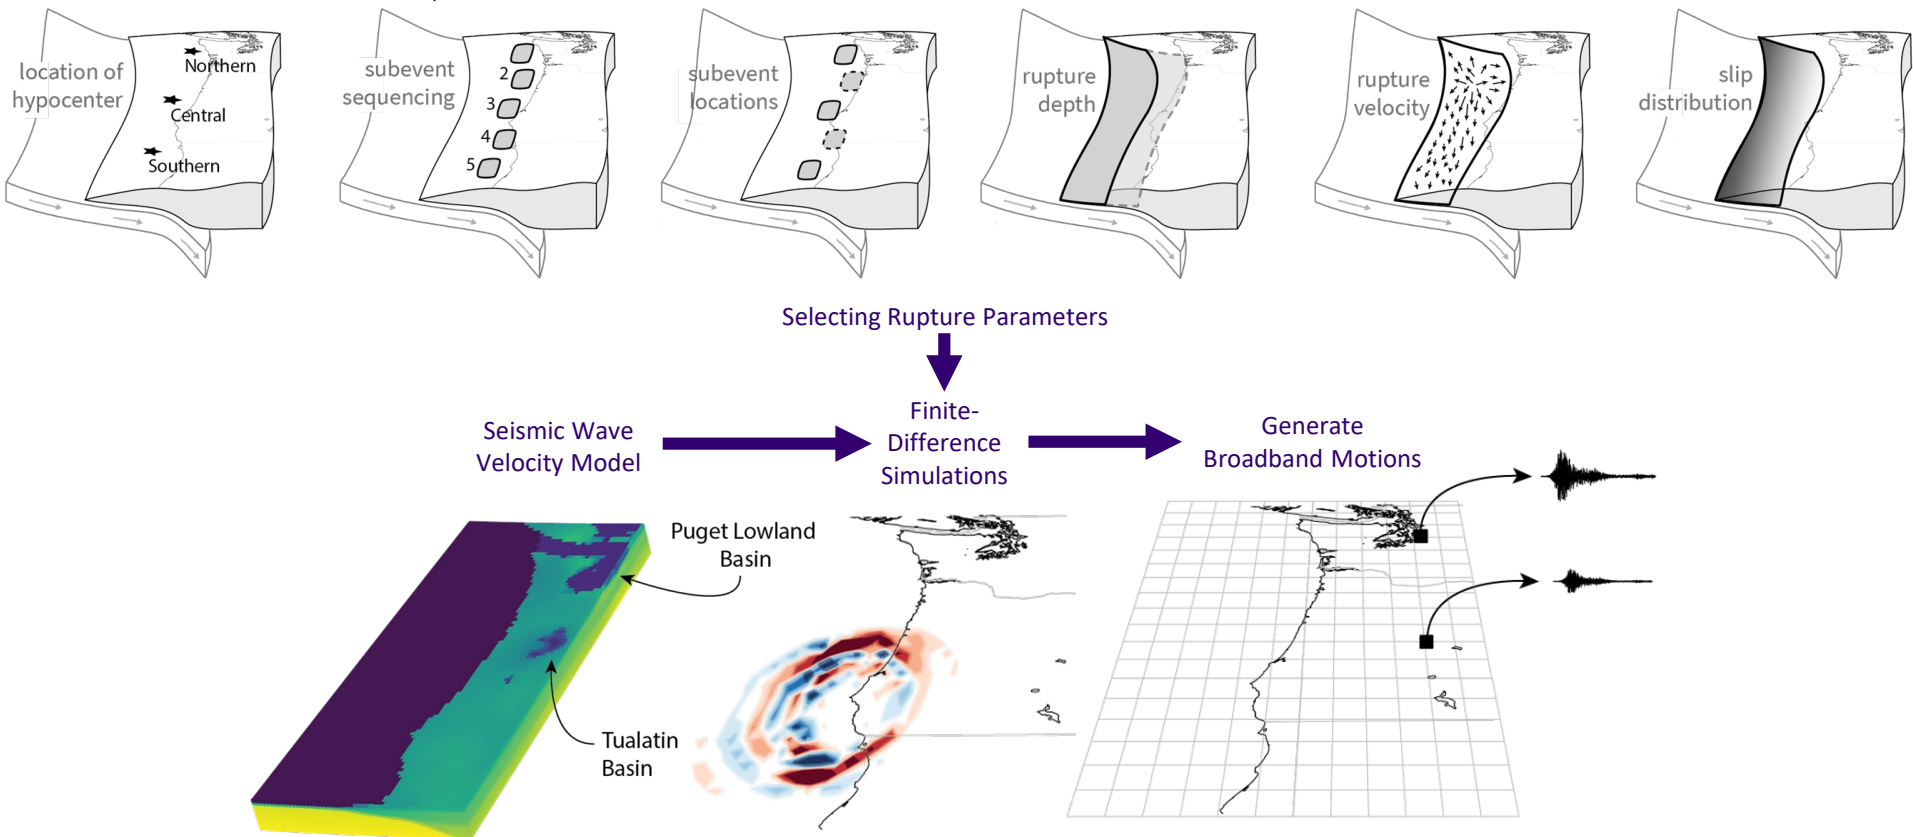 location of
hypocenter
Northern
Central
Southern
subevent
sequencing
2
3
4
5
subevent
locations
rupture
depth
rupture
velocity
slip
distribution
Selecting Rupture Parameters
Seismic Wave
Velocity Model
Finite-
Difference
Simulations
Generate
Broadband Motions
Puget Lowland
Basin
Tualatin
Basin